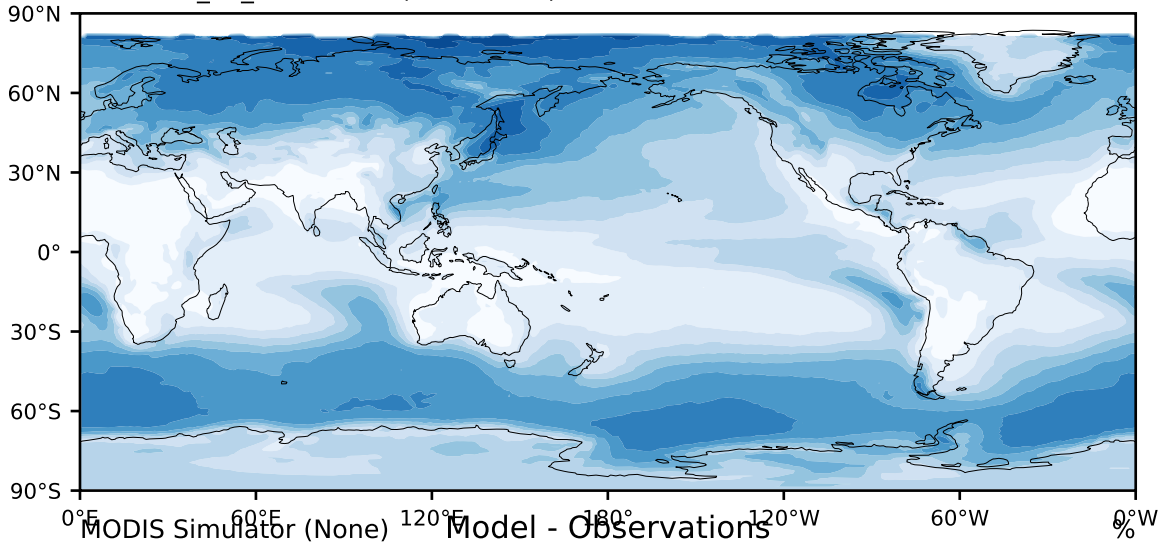 90°N
60°N
30°N
0°
30°S
60°S
90°S
0°E 60°E 120°E 180° 120°W 60°W 0°W
MODIS Simulator (None) Model - Observations %